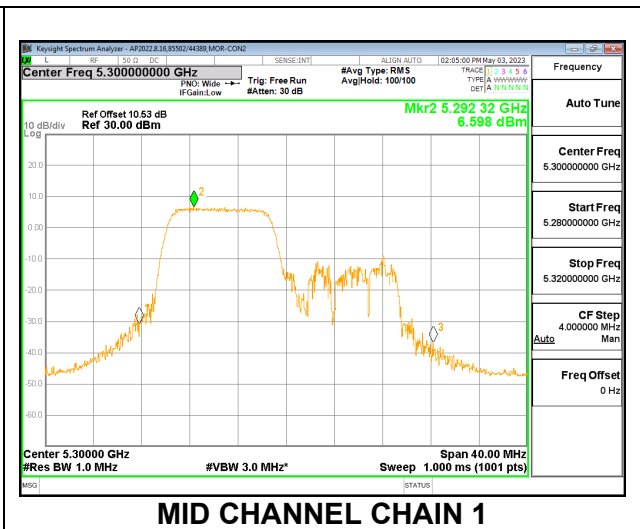 Keysight Spectrum Analyzer - AP2022.8.16,85502/44389,MOR-CON2
L RF 50 Ω DC SENSE:INT ALIGN AUTO 02:05:00 PM May 03, 2023
Center Freq 5.300000000 GHz #Avg Type: RMS TRACE 1 2 3 4 5 6 Frequency
PNO: Wide Trig: Free Run Avg|Hold: 100/100 TYPE A WWWWW
IFGain:Low #Atten: 30 dB DET A N N N N N
Mkr2 5.292 32 GHz
6.598 dBm
Ref Offset 10.53 dB
10 dB/div Ref 30.00 dBm
Log
20.0
10.0
0.00
-10.0
-20.0
-30.0
-40.0
-50.0
-60.0
2
3
Center 5.30000 GHz Span 40.00 MHz
#Res BW 1.0 MHz #VBW 3.0 MHz* Sweep 1.000 ms (1001 pts)
MSG STATUS
Auto Tune
Center Freq
5.300000000 GHz
Start Freq
5.280000000 GHz
Stop Freq
5.320000000 GHz
CF Step
4.000000 MHz
Auto Man
Freq Offset
0 Hz
MID CHANNEL CHAIN 1